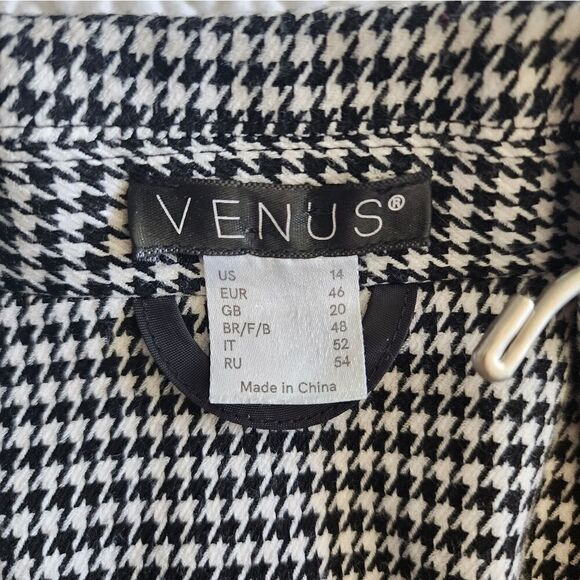 VENUS®
US 14
EUR 46
GB 20
BR/F/B 48
IT 52
RU 54
Made in China